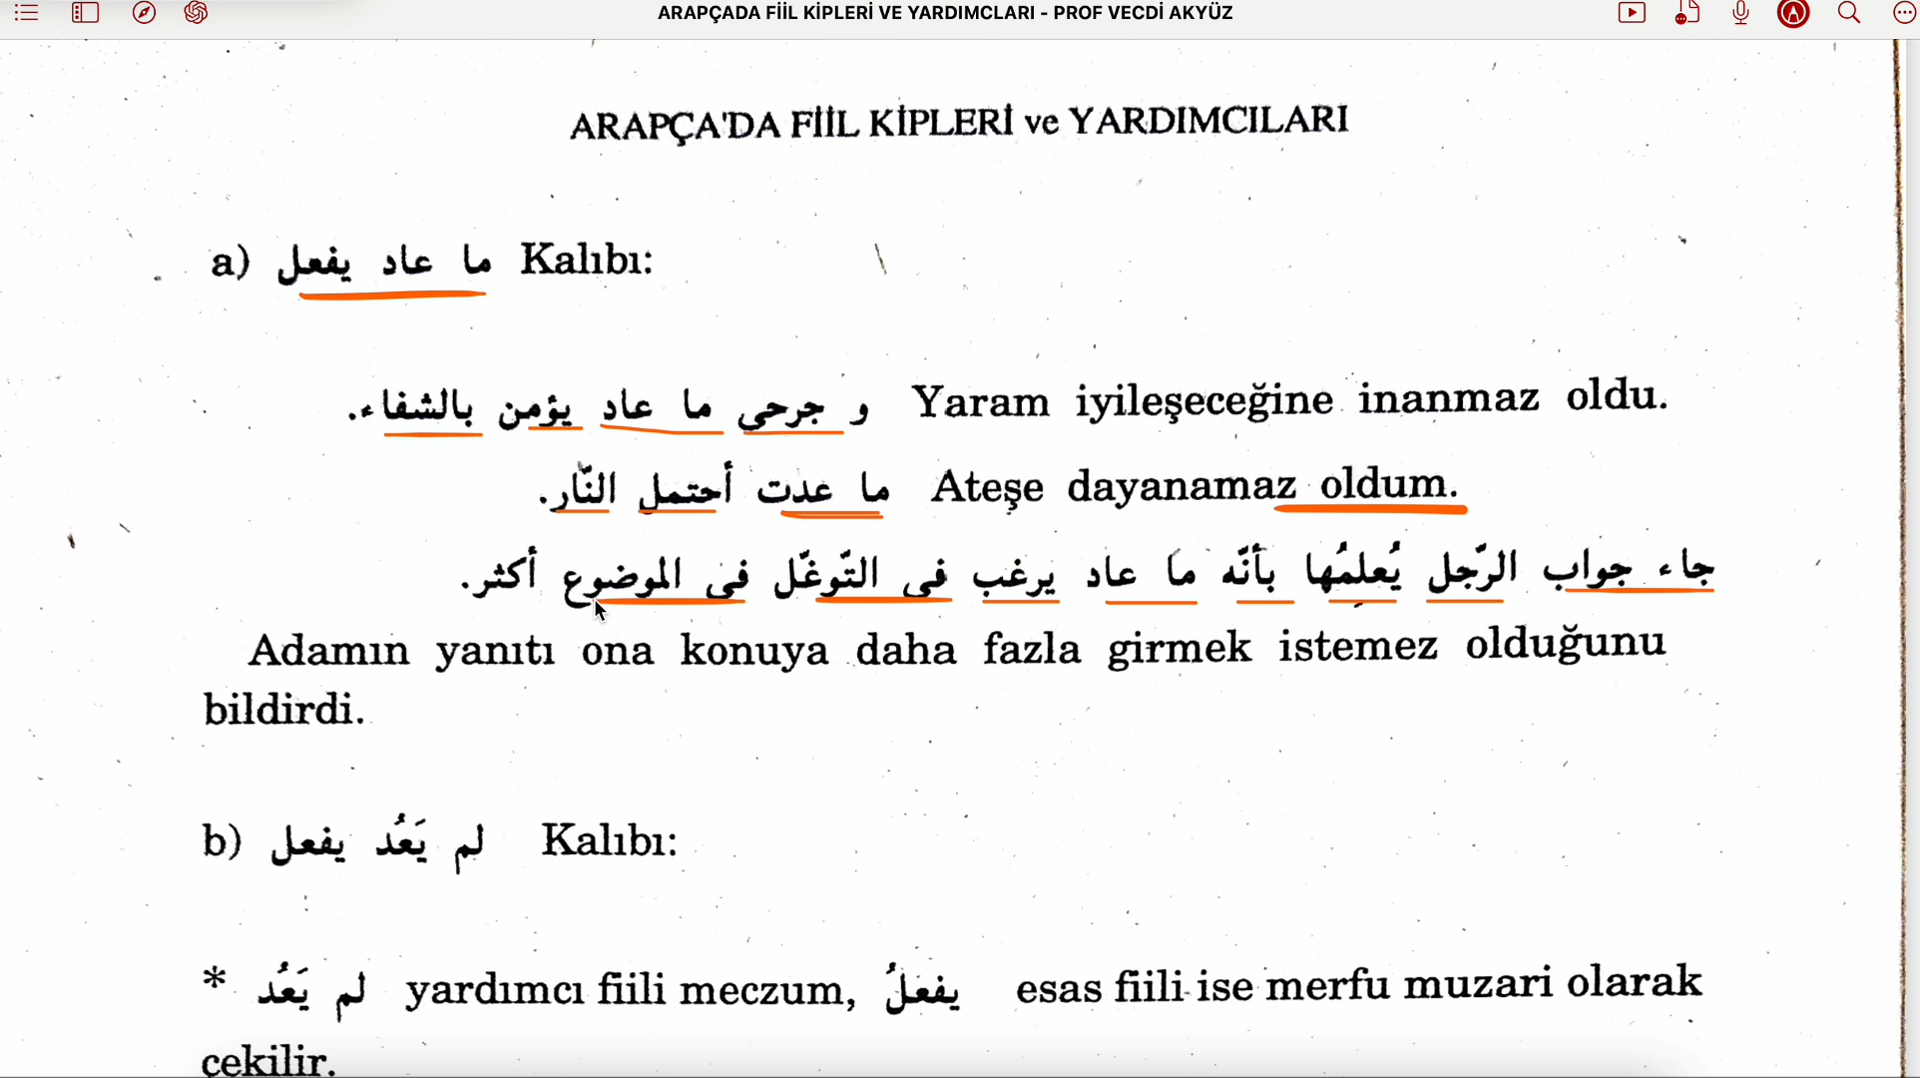 ARAPÇADA FİİL KİPLERİ VE YARDIMCLARI - PROF VECDİ AKYÜZ
ARAPÇA'DA FİİL KİPLERİ ve YARDIMCILARI
a) ما عاد يفعل Kalıbı:
و جرحى ما عاد يؤمن بالشفاء. Yaram iyileşeceğine inanmaz oldu.
ما عدت أحتمل النّار. Ateşe dayanamaz oldum.
جاء جواب الرّجل يُعلمُها بأنّه ما عاد يرغب فى التّوغّل فى الموضوع أكثر.
Adamın yanıtı ona konuya daha fazla girmek istemez olduğunu
bildirdi.
b) لم يَعُد يفعل Kalıbı:
* لم يَعُد yardımcı fiili meczum, يفعلُ esas fiili ise merfu muzari olarak
çekilir.